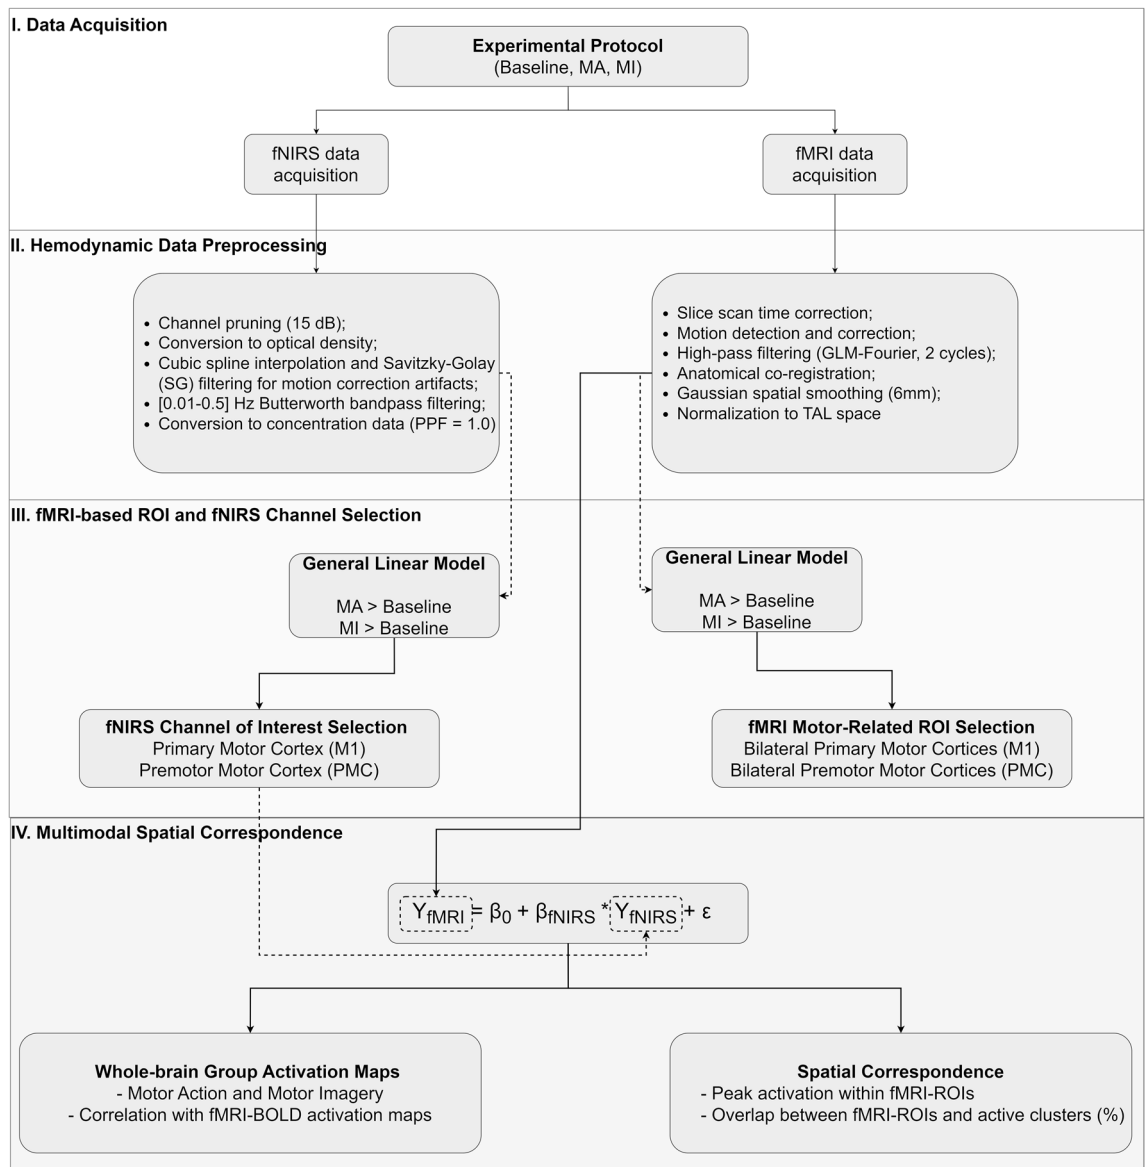 I. Data Acquisition
Experimental Protocol
(Baseline, MA, MI)
fNIRS data
acquisition
fMRI data
acquisition
II. Hemodynamic Data Preprocessing
• Channel pruning (15 dB);
• Conversion to optical density;
• Cubic spline interpolation and Savitzky-Golay
(SG) filtering for motion correction artifacts;
• [0.01-0.5] Hz Butterworth bandpass filtering;
• Conversion to concentration data (PPF = 1.0)
• Slice scan time correction;
• Motion detection and correction;
• High-pass filtering (GLM-Fourier, 2 cycles);
• Anatomical co-registration;
• Gaussian spatial smoothing (6mm);
• Normalization to TAL space
III. fMRI-based ROI and fNIRS Channel Selection
General Linear Model
MA > Baseline
MI > Baseline
General Linear Model
MA > Baseline
MI > Baseline
fNIRS Channel of Interest Selection
Primary Motor Cortex (M1)
Premotor Motor Cortex (PMC)
fMRI Motor-Related ROI Selection
Bilateral Primary Motor Cortices (M1)
Bilateral Premotor Motor Cortices (PMC)
IV. Multimodal Spatial Correspondence
Y_fMRI = β_0 + β_fNIRS * Y_fNIRS + ε
Whole-brain Group Activation Maps
- Motor Action and Motor Imagery
- Correlation with fMRI-BOLD activation maps
Spatial Correspondence
- Peak activation within fMRI-ROIs
- Overlap between fMRI-ROIs and active clusters (%)